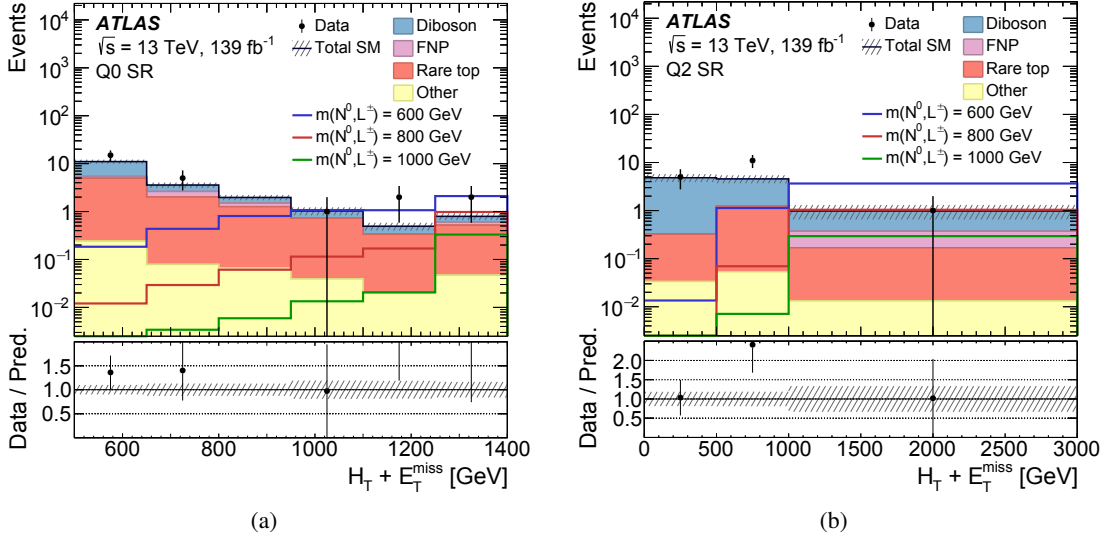 ATLAS
√s = 13 TeV, 139 fb⁻¹
Q0 SR
Data
Total SM
Diboson
FNP
Rare top
Other
m(N⁰,L±) = 600 GeV
m(N⁰,L±) = 800 GeV
m(N⁰,L±) = 1000 GeV
Events
10⁴
10³
10²
10
1
10⁻¹
10⁻²
Data / Pred.
1.5
1.0
0.5
600 800 1000 1200 1400
H_T + E_T^miss [GeV]
(a)
ATLAS
√s = 13 TeV, 139 fb⁻¹
Q2 SR
Data
Total SM
Diboson
FNP
Rare top
Other
m(N⁰,L±) = 600 GeV
m(N⁰,L±) = 800 GeV
m(N⁰,L±) = 1000 GeV
Events
10⁴
10³
10²
10
1
10⁻¹
10⁻²
Data / Pred.
2.0
1.5
1.0
0.5
0 500 1000 1500 2000 2500 3000
H_T + E_T^miss [GeV]
(b)